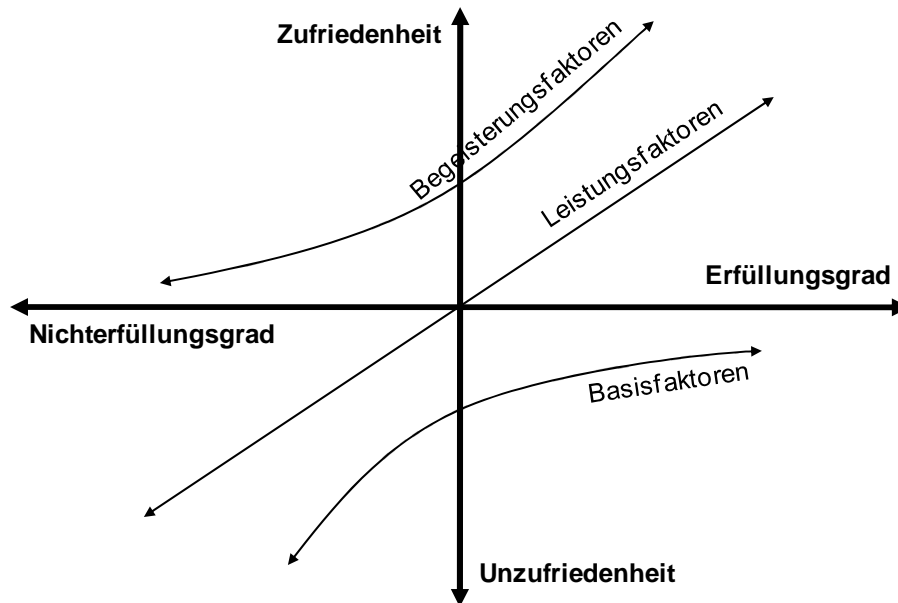 Zufriedenheit
Begeisterungsfaktoren
Leistungsfaktoren
Erfüllungsgrad
Nichterfüllungsgrad
Basisfaktoren
Unzufriedenheit